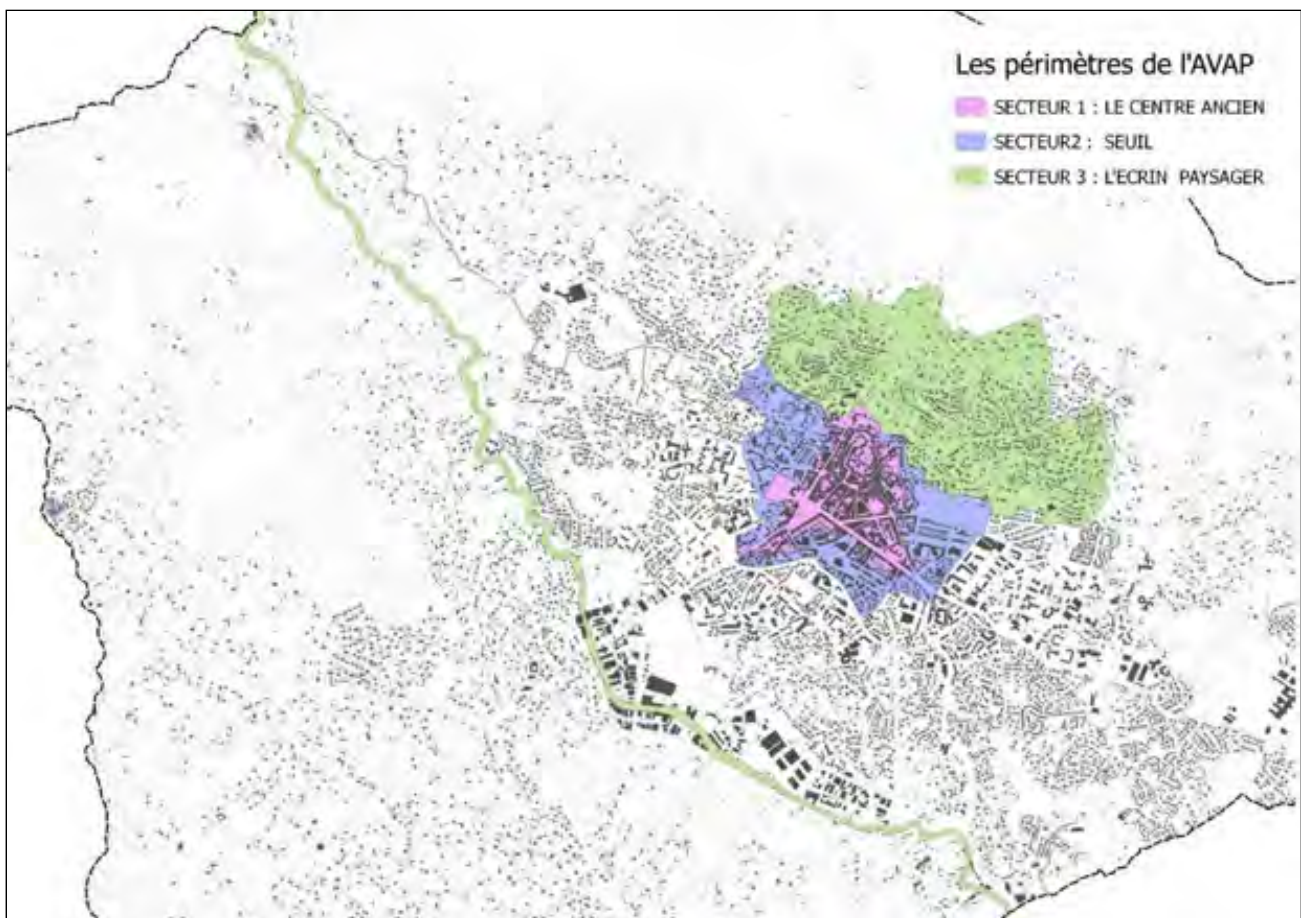 Les périmètres de l'AVAP
SECTEUR 1 : LE CENTRE ANCIEN
SECTEUR2 : SEUIL
SECTEUR 3 : L'ECRIN PAYSAGER